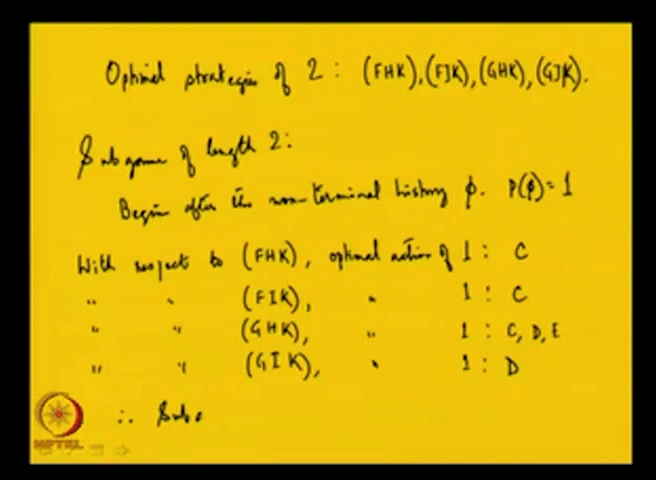 Optimal strategies of 2 : (FHK), (FIK), (GHK), (GIK).
Subgame of length 2:
Begin after the non-terminal history φ. P(φ) = 1
With respect to (FHK), optimal action of 1 : C
" " (FIK), " 1 : C
" " (GHK), " 1 : C, D, E
" " (GIK), " 1 : D
∴ Sub
NPTEL